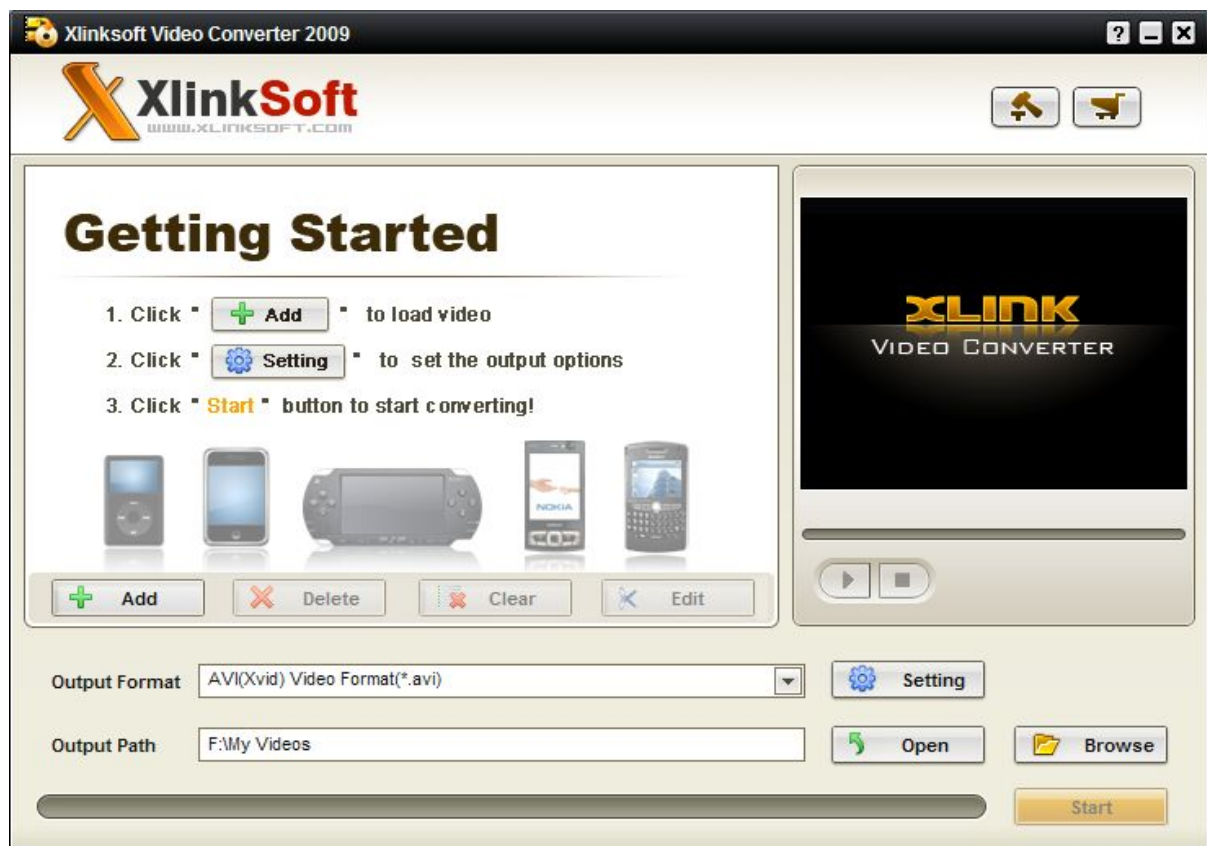 Xlinksoft Video Converter 2009
XlinkSoft
www.XLINKSOFT.COM
Getting Started
1. Click " Add " to load video
2. Click " Setting " to set the output options
3. Click " Start " button to start converting!
NOKIA
Add Delete Clear Edit
XLINK
VIDEO CONVERTER
Output Format AVI(Xvid) Video Format(*.avi) Setting
Output Path F:\My Videos Open Browse
Start